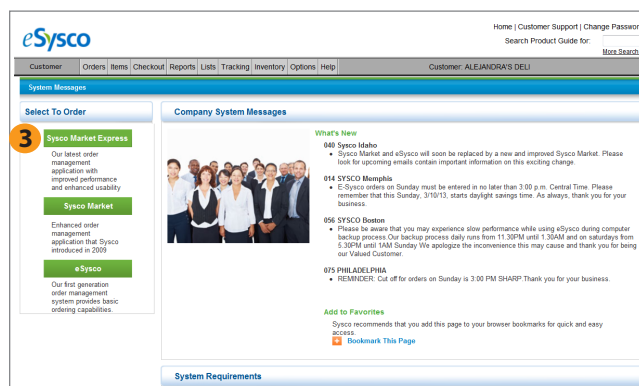 Home | Customer Support | Change Passwor
eSysco
Search Product Guide for:
More Search
Customer Orders Items Checkout Reports Lists Tracking Inventory Options Help Customer: ALEJANDRA'S DELI
System Messages
Select To Order
3
Sysco Market Express
Our latest order
management
application with
improved performance
and enhanced usability
Sysco Market
Enhanced order
management
application that Sysco
introduced in 2009
eSysco
Our first generation
order management
system provides basic
ordering capabilities.
Company System Messages
What's New
040 Sysco Idaho
• Sysco Market and eSysco will soon be replaced by a new and improved Sysco Market. Please
look for upcoming emails contain important information on this exciting change.
014 SYSCO Memphis
• E-Sysco orders on Sunday must be entered in no later than 3:00 p.m. Central Time. Please
remember that this Sunday, 3/10/13, starts daylight savings time. As always, thank you for your
business.
056 SYSCO Boston
• Please be aware that you may experience slow performance while using eSysco during computer
backup process.Our backup process daily runs from 11.30PM until 1.30AM and on saturdays from
5.30PM until 1AM Sunday We apologize the inconvenience this may cause and thank you for being
our Valued Customer.
075 PHILADELPHIA
• REMINDER: Cut off for orders on Sunday is 3:00 PM SHARP.Thank you for your business.
Add to Favorites
Sysco recommends that you add this page to your browser bookmarks for quick and easy
access.
Bookmark This Page
System Requirements